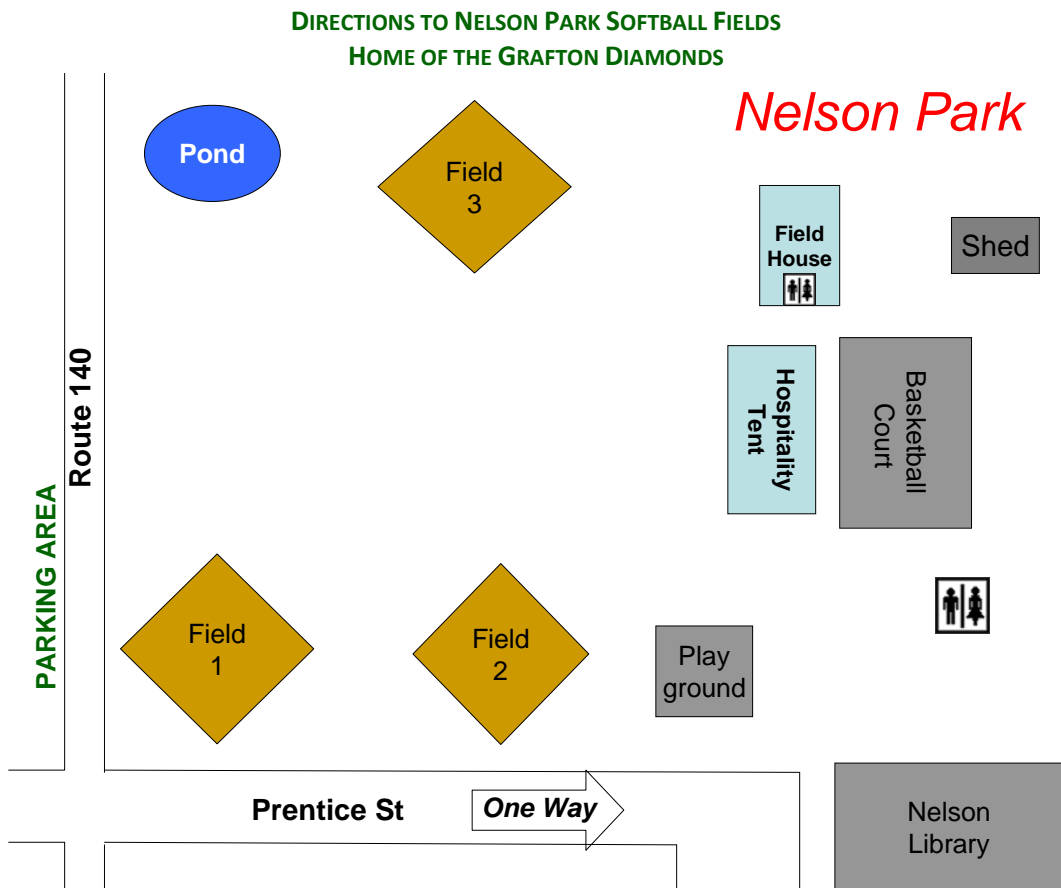 DIRECTIONS TO NELSON PARK SOFTBALL FIELDS
HOME OF THE GRAFTON DIAMONDS
Nelson Park
Pond
Field
3
Field
House
Shed
Route 140
PARKING AREA
Hospitality
Tent
Basketball
Court
Field
1
Field
2
Play
ground
Prentice St
One Way
Nelson
Library